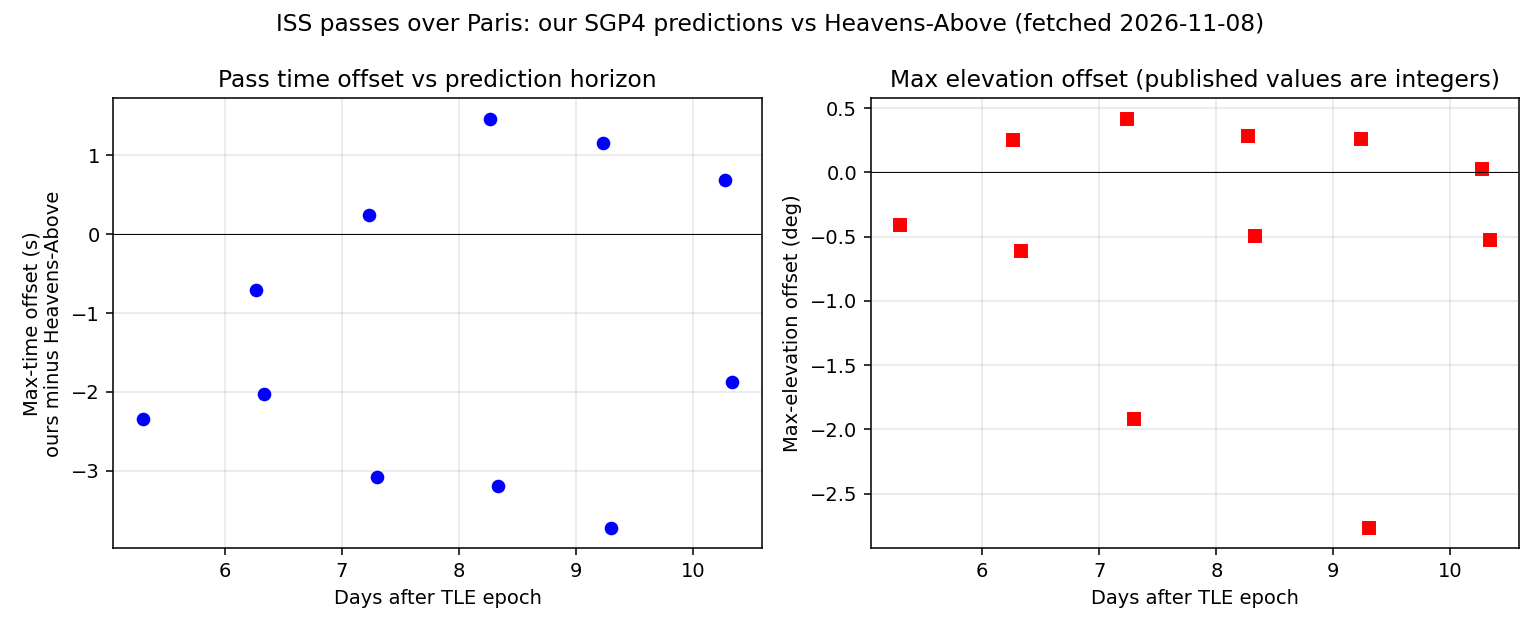 ISS passes over Paris: our SGP4 predictions vs Heavens-Above (fetched 2026-11-08)
Pass time offset vs prediction horizon
Max-time offset (s)
ours minus Heavens-Above
1
0
−1
−2
−3
6 7 8 9 10
Days after TLE epoch
Max elevation offset (published values are integers)
Max-elevation offset (deg)
0.5
0.0
−0.5
−1.0
−1.5
−2.0
−2.5
6 7 8 9 10
Days after TLE epoch